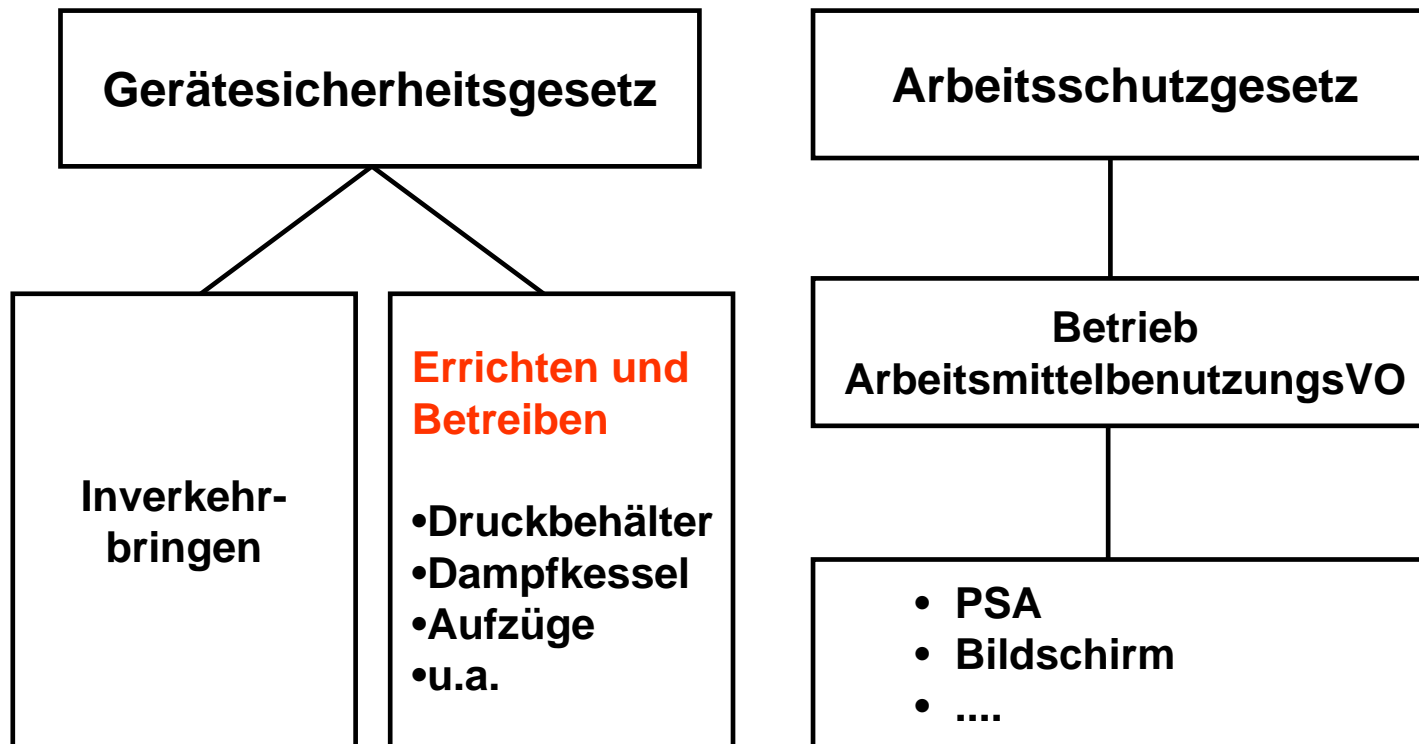 Gerätesicherheitsgesetz
Inverkehr-
bringen
Errichten und
Betreiben
•Druckbehälter
•Dampfkessel
•Aufzüge
•u.a.
Arbeitsschutzgesetz
Betrieb
ArbeitsmittelbenutzungsVO
• PSA
• Bildschirm
• ....